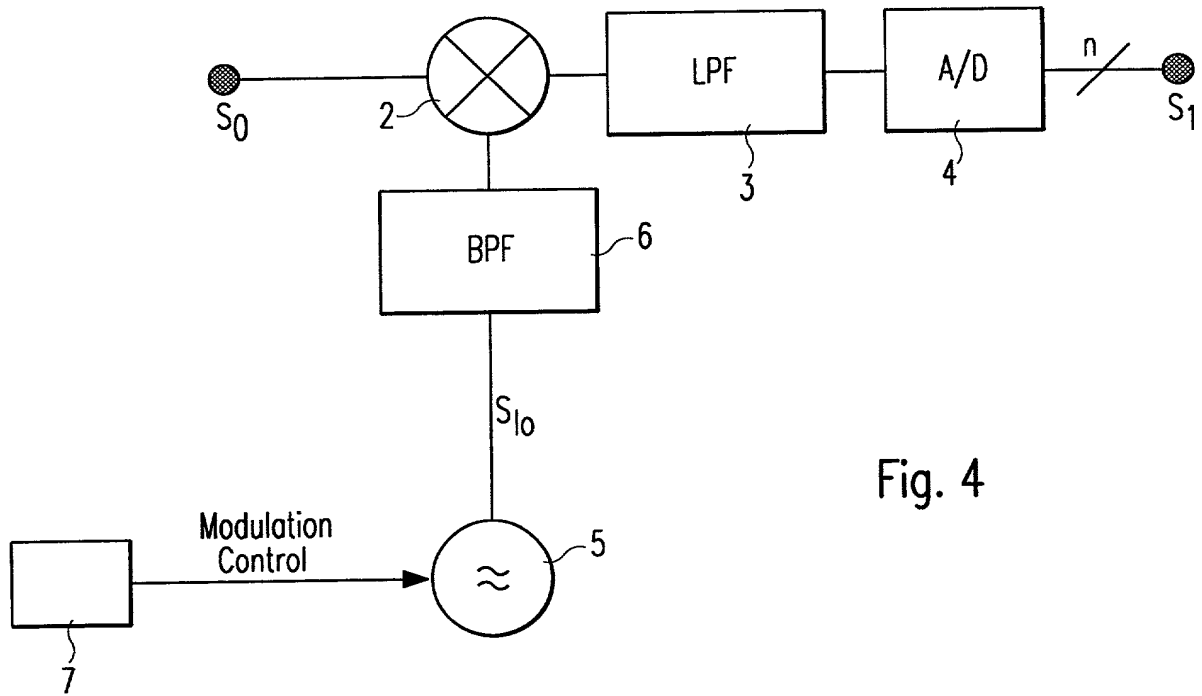 LPF
A/D
n
S0
2
S1
3
4
BPF
6
Slo
Fig. 4
Modulation
Control
5
7